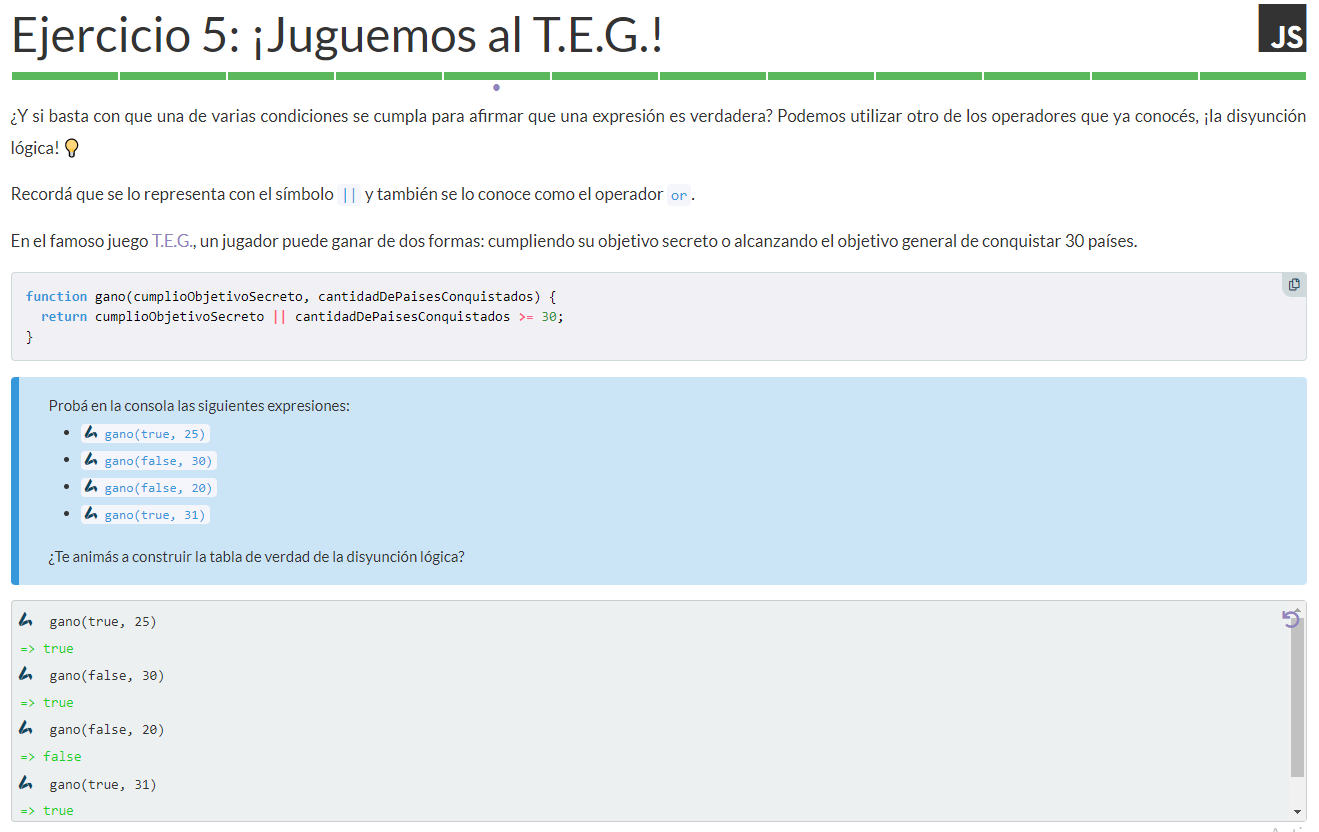 Ejercicio 5: ¡Juguemos al T.E.G.!
JS
¿Y si basta con que una de varias condiciones se cumpla para afirmar que una expresión es verdadera? Podemos utilizar otro de los operadores que ya conocés, ¡la disyunción
lógica! 💡
Recordá que se lo representa con el símbolo || y también se lo conoce como el operador or.
En el famoso juego T.E.G., un jugador puede ganar de dos formas: cumpliendo su objetivo secreto o alcanzando el objetivo general de conquistar 30 países.
function gano(cumplioObjetivoSecreto, cantidadDePaisesConquistados) {
  return cumplioObjetivoSecreto || cantidadDePaisesConquistados >= 30;
}
Probá en la consola las siguientes expresiones:
• gano(true, 25)
• gano(false, 30)
• gano(false, 20)
• gano(true, 31)
¿Te animás a construir la tabla de verdad de la disyunción lógica?
gano(true, 25)
=> true
gano(false, 30)
=> true
gano(false, 20)
=> false
gano(true, 31)
=> true